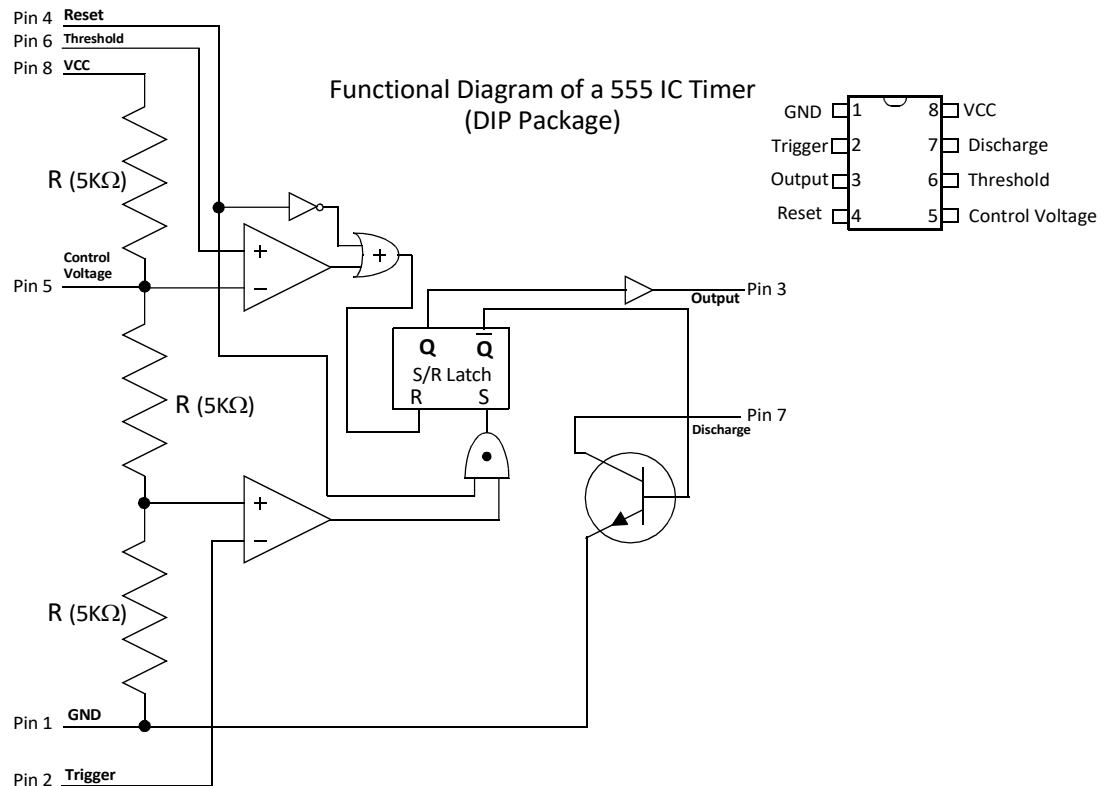 Pin 4 Reset
Pin 6 Threshold
Pin 8 VCC
Functional Diagram of a 555 IC Timer
(DIP Package)
GND 1 8 VCC
Trigger 2 7 Discharge
Output 3 6 Threshold
Reset 4 5 Control Voltage
R (5KΩ)
+
+
−
Control
Voltage
Pin 5
Output
Pin 3
Q Q̅
S/R Latch
R S
R (5KΩ)
Pin 7
Discharge
+
−
R (5KΩ)
Pin 1 GND
Pin 2 Trigger